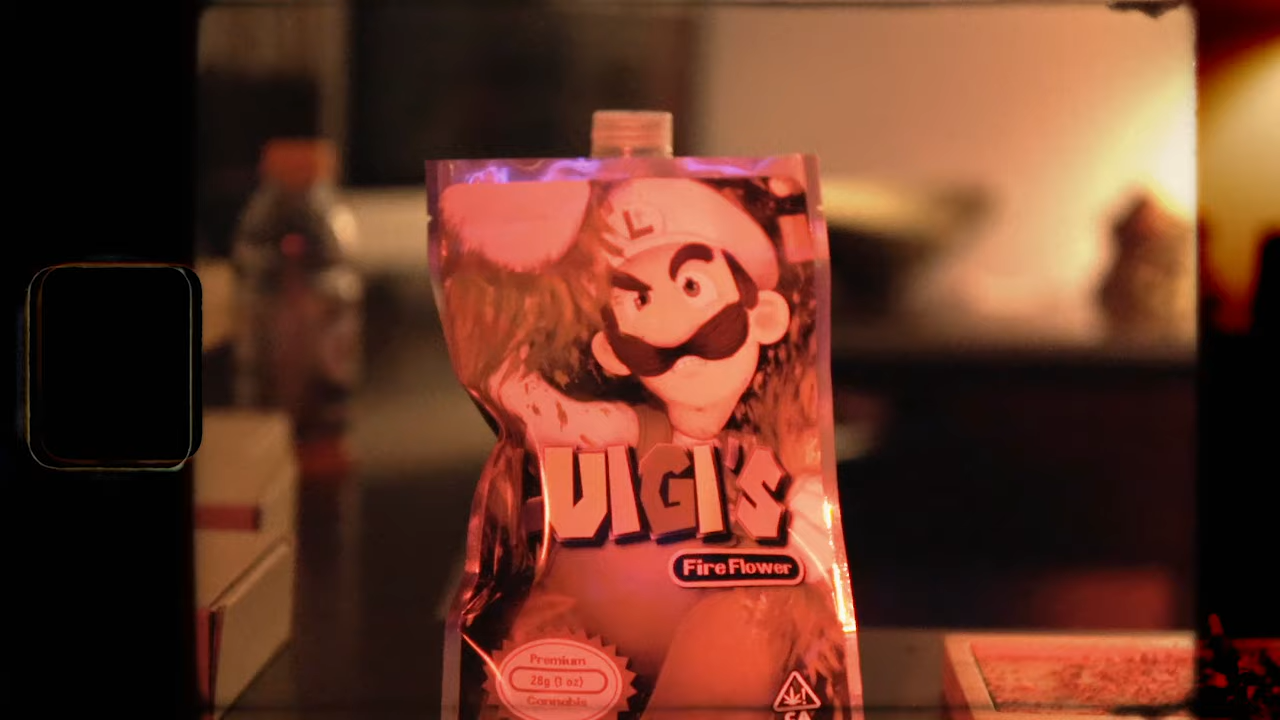 L
UIGI'S
Fire Flower
Premium
28g (1 oz)
Cannabis
!
CA